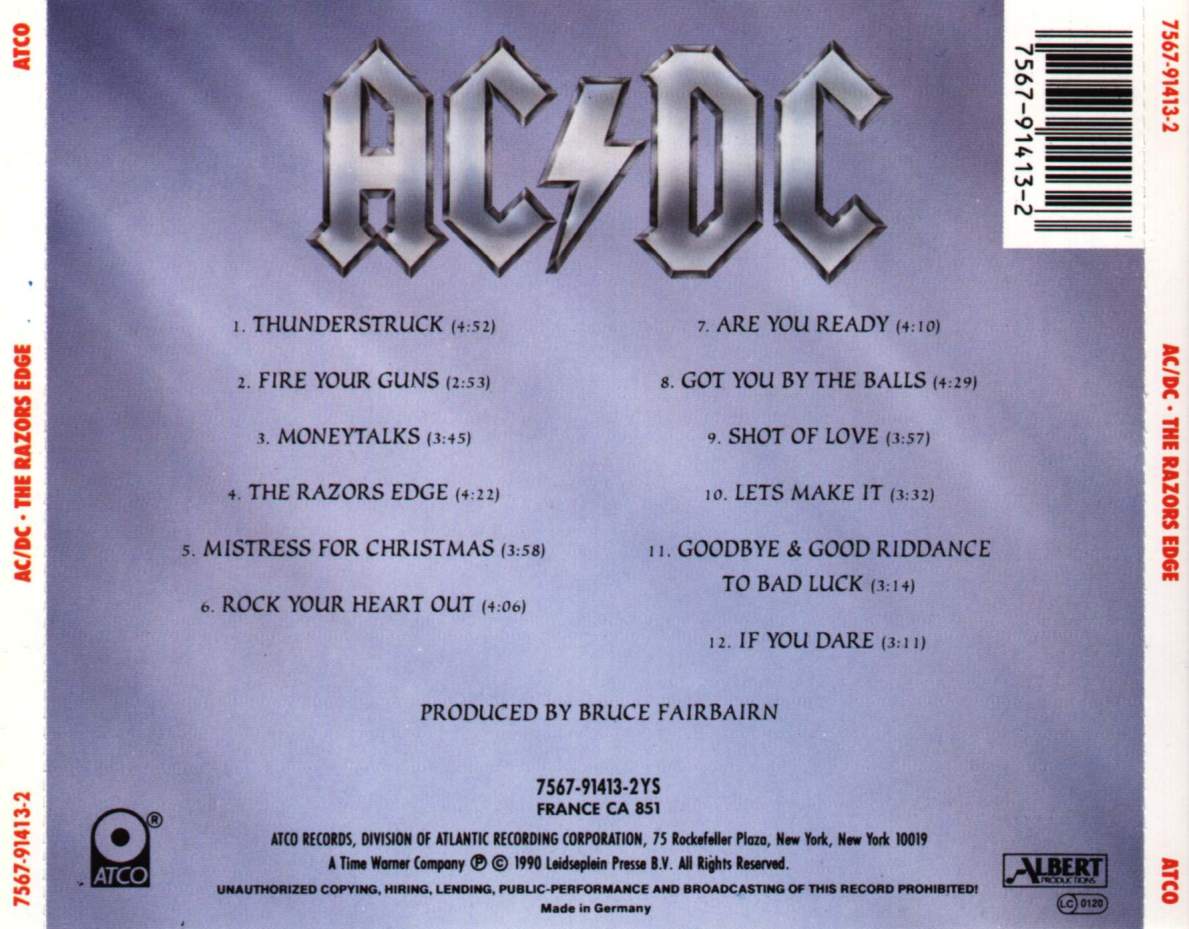 ATCO
AC/DC • THE RAZORS EDGE
7567-91413-2
AC/DC
7567-91413-2
1. THUNDERSTRUCK (4:52)
2. FIRE YOUR GUNS (2:53)
3. MONEYTALKS (3:45)
4. THE RAZORS EDGE (4:22)
5. MISTRESS FOR CHRISTMAS (3:58)
6. ROCK YOUR HEART OUT (4:06)
7. ARE YOU READY (4:10)
8. GOT YOU BY THE BALLS (4:29)
9. SHOT OF LOVE (3:57)
10. LETS MAKE IT (3:32)
11. GOODBYE & GOOD RIDDANCE
TO BAD LUCK (3:14)
12. IF YOU DARE (3:11)
PRODUCED BY BRUCE FAIRBAIRN
7567-91413-2YS
FRANCE CA 851
ATCO RECORDS, DIVISION OF ATLANTIC RECORDING CORPORATION, 75 Rockefeller Plaza, New York, New York 10019
A Time Warner Company ℗ © 1990 Leidseplein Presse B.V. All Rights Reserved.
UNAUTHORIZED COPYING, HIRING, LENDING, PUBLIC-PERFORMANCE AND BROADCASTING OF THIS RECORD PROHIBITED!
Made in Germany
®
ATCO
ALBERT
PRODUCTIONS
LC 0120
7567-91413-2
AC/DC • THE RAZORS EDGE
ATCO